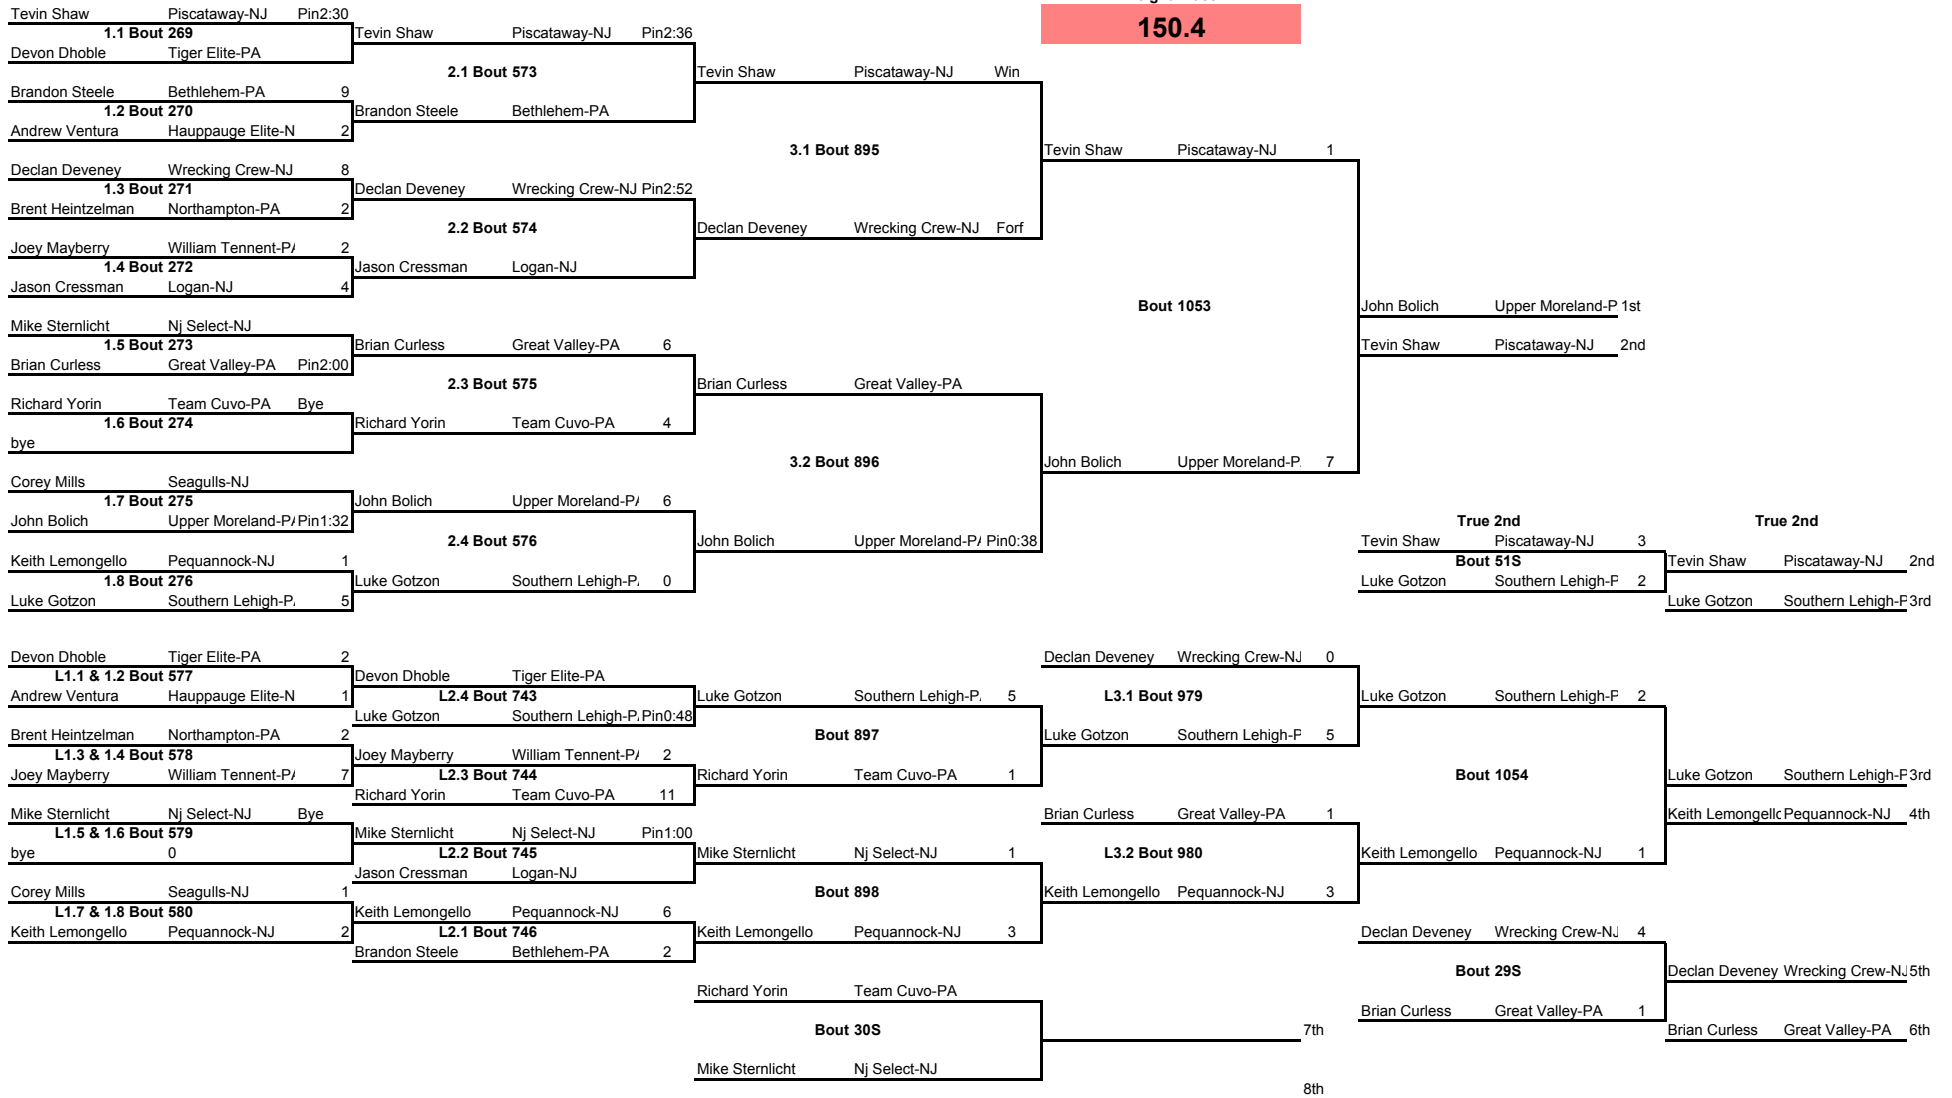 150.4
Tevin Shaw Piscataway-NJ Pin2:30
1.1 Bout 269
Devon Dhoble Tiger Elite-PA
Brandon Steele Bethlehem-PA 9
1.2 Bout 270
Andrew Ventura Hauppauge Elite-N 2
Declan Deveney Wrecking Crew-NJ 8
1.3 Bout 271
Brent Heintzelman Northampton-PA 2
Joey Mayberry William Tennent-P 2
1.4 Bout 272
Jason Cressman Logan-NJ 4
Mike Sternlicht Nj Select-NJ
1.5 Bout 273
Brian Curless Great Valley-PA Pin2:00
Richard Yorin Team Cuvo-PA Bye
1.6 Bout 274
bye
Corey Mills Seagulls-NJ
1.7 Bout 275
John Bolich Upper Moreland-P Pin1:32
Keith Lemongello Pequannock-NJ 1
1.8 Bout 276
Luke Gotzon Southern Lehigh-P 5
Tevin Shaw Piscataway-NJ Pin2:36
2.1 Bout 573
Brandon Steele Bethlehem-PA
Declan Deveney Wrecking Crew-NJ Pin2:52
2.2 Bout 574
Jason Cressman Logan-NJ
Brian Curless Great Valley-PA 6
2.3 Bout 575
Richard Yorin Team Cuvo-PA 4
John Bolich Upper Moreland-P 6
2.4 Bout 576
Luke Gotzon Southern Lehigh-P 0
Tevin Shaw Piscataway-NJ Win
3.1 Bout 895
Declan Deveney Wrecking Crew-NJ Forf
Brian Curless Great Valley-PA
3.2 Bout 896
John Bolich Upper Moreland-P Pin0:38
Tevin Shaw Piscataway-NJ 1
Bout 1053
John Bolich Upper Moreland-P 7
John Bolich Upper Moreland-P 1st
Tevin Shaw Piscataway-NJ 2nd
True 2nd
Tevin Shaw Piscataway-NJ 3
Bout 51S
Luke Gotzon Southern Lehigh-P 2
True 2nd
Tevin Shaw Piscataway-NJ 2nd
Luke Gotzon Southern Lehigh-P 3rd
Devon Dhoble Tiger Elite-PA 2
L1.1 & 1.2 Bout 577
Andrew Ventura Hauppauge Elite-N 1
Brent Heintzelman Northampton-PA 2
L1.3 & 1.4 Bout 578
Joey Mayberry William Tennent-P 7
Mike Sternlicht Nj Select-NJ Bye
L1.5 & 1.6 Bout 579
bye 0
Corey Mills Seagulls-NJ 1
L1.7 & 1.8 Bout 580
Keith Lemongello Pequannock-NJ 2
Devon Dhoble Tiger Elite-PA
L2.4 Bout 743
Luke Gotzon Southern Lehigh-P Pin0:48
Joey Mayberry William Tennent-P 2
L2.3 Bout 744
Richard Yorin Team Cuvo-PA 11
Mike Sternlicht Nj Select-NJ Pin1:00
L2.2 Bout 745
Jason Cressman Logan-NJ
Keith Lemongello Pequannock-NJ 6
L2.1 Bout 746
Brandon Steele Bethlehem-PA 2
Luke Gotzon Southern Lehigh-P 5
Bout 897
Richard Yorin Team Cuvo-PA 1
Mike Sternlicht Nj Select-NJ 1
Bout 898
Keith Lemongello Pequannock-NJ 3
Richard Yorin Team Cuvo-PA
Bout 30S
Mike Sternlicht Nj Select-NJ
7th
8th
Declan Deveney Wrecking Crew-NJ 0
L3.1 Bout 979
Luke Gotzon Southern Lehigh-P 5
Brian Curless Great Valley-PA 1
L3.2 Bout 980
Keith Lemongello Pequannock-NJ 3
Luke Gotzon Southern Lehigh-P 2
Bout 1054
Keith Lemongello Pequannock-NJ 1
Luke Gotzon Southern Lehigh-P 3rd
Keith Lemongello Pequannock-NJ 4th
Declan Deveney Wrecking Crew-NJ 4
Bout 29S
Brian Curless Great Valley-PA 1
Declan Deveney Wrecking Crew-NJ 5th
Brian Curless Great Valley-PA 6th